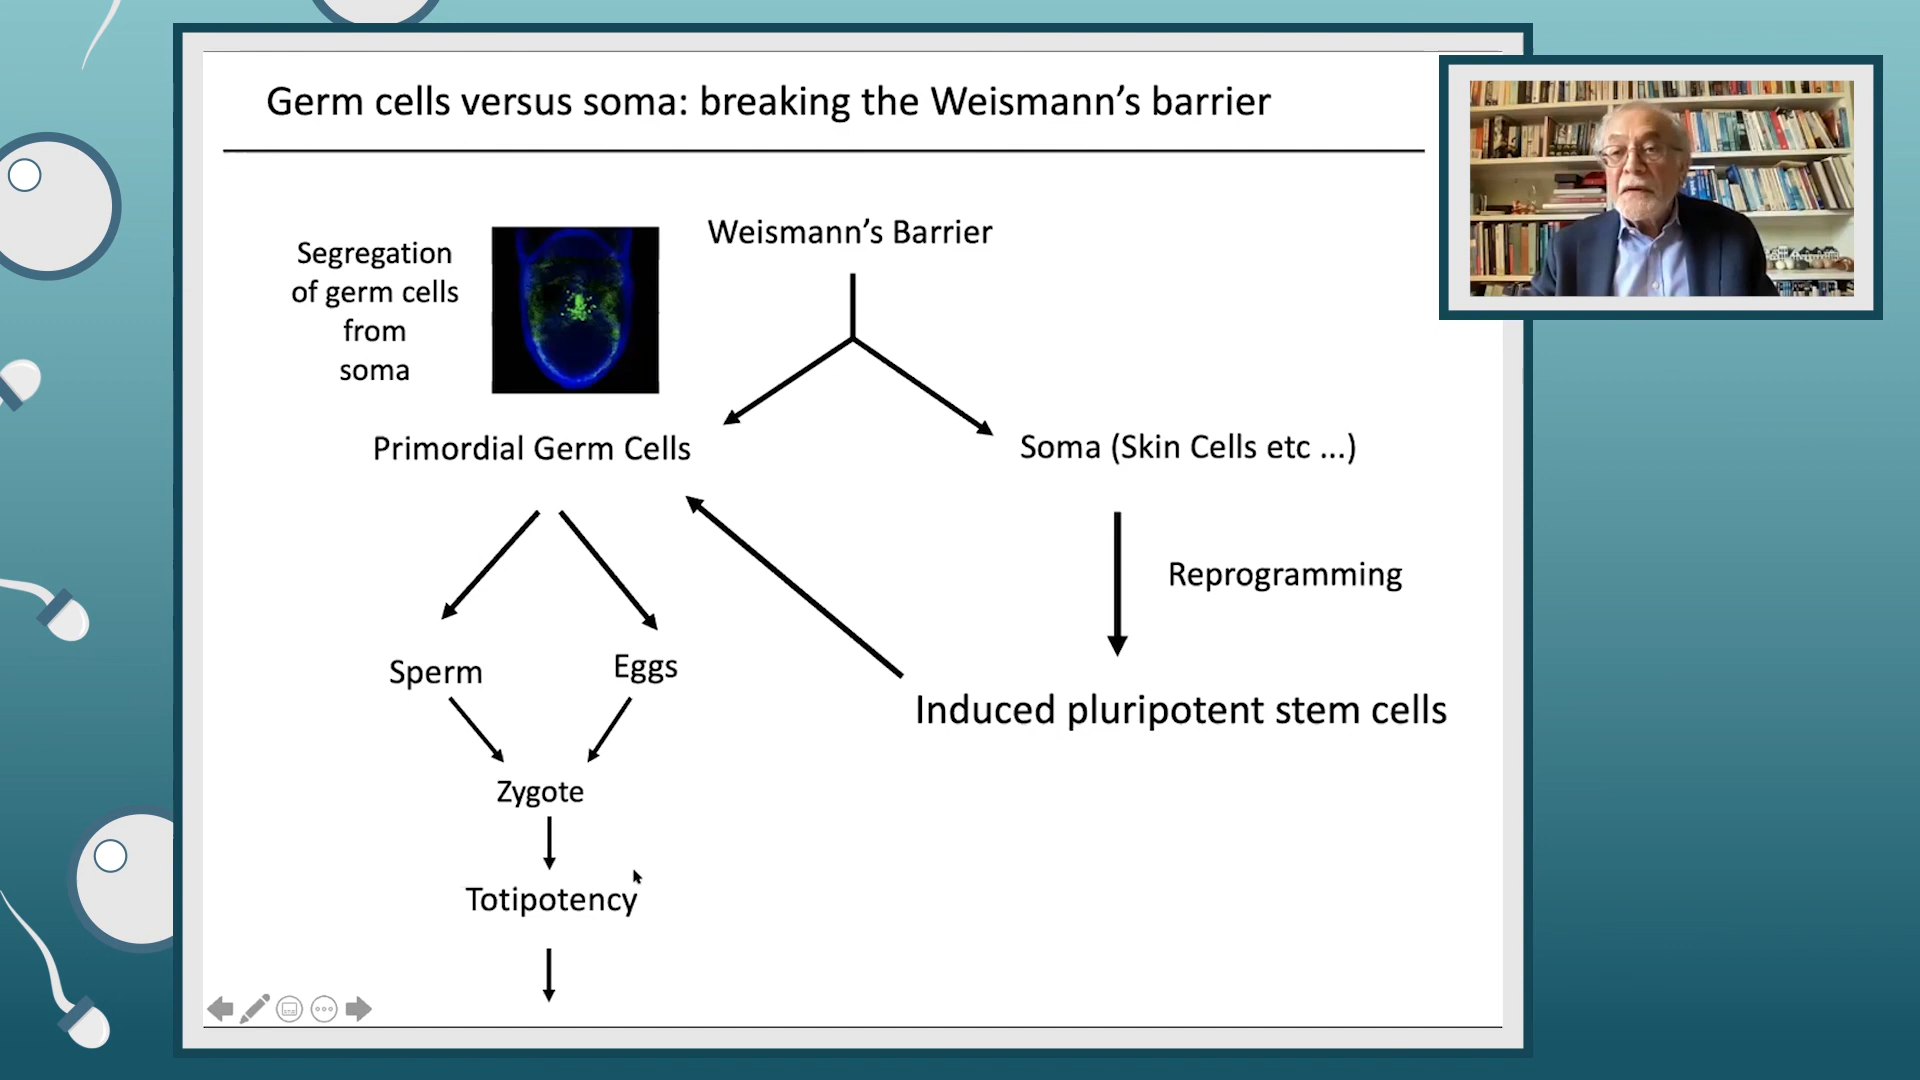 Germ cells versus soma: breaking the Weismann’s barrier
Segregation
of germ cells
from
soma
Weismann’s Barrier
Primordial Germ Cells
Soma (Skin Cells etc ...)
Reprogramming
Sperm
Eggs
Induced pluripotent stem cells
Zygote
Totipotency